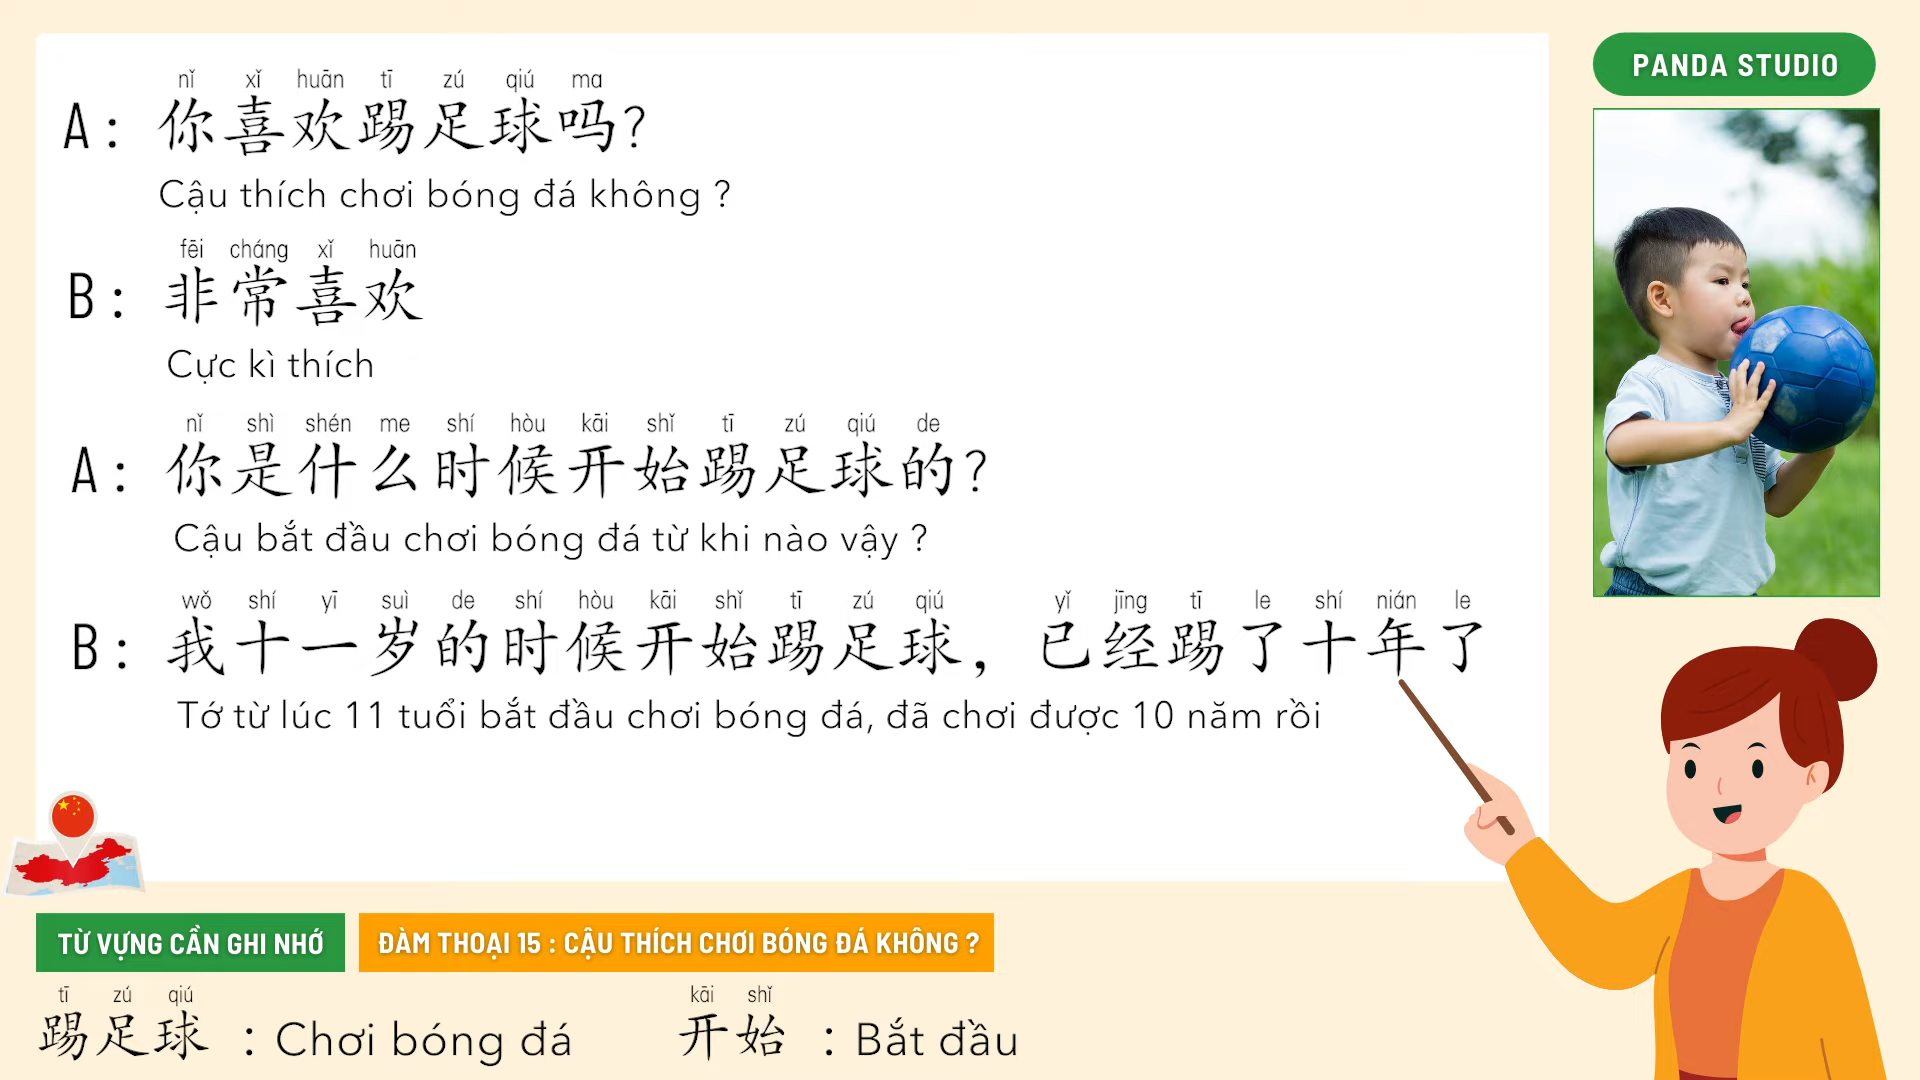 PANDA STUDIO
nǐ xǐ huān tī zú qiú ma
A : 你喜欢踢足球吗?
Cậu thích chơi bóng đá không ?
fēi cháng xǐ huān
B : 非常喜欢
Cực kì thích
nǐ shì shén me shí hòu kāi shǐ tī zú qiú de
A : 你是什么时候开始踢足球的?
Cậu bắt đầu chơi bóng đá từ khi nào vậy ?
wǒ shí yī suì de shí hòu kāi shǐ tī zú qiú yǐ jīng tī le shí nián le
B : 我十一岁的时候开始踢足球，已经踢了十年了
Tớ từ lúc 11 tuổi bắt đầu chơi bóng đá, đã chơi được 10 năm rồi
TỪ VỰNG CẦN GHI NHỚ
ĐÀM THOẠI 15 : CẬU THÍCH CHƠI BÓNG ĐÁ KHÔNG ?
tī zú qiú
踢足球 : Chơi bóng đá
kāi shǐ
开始 : Bắt đầu